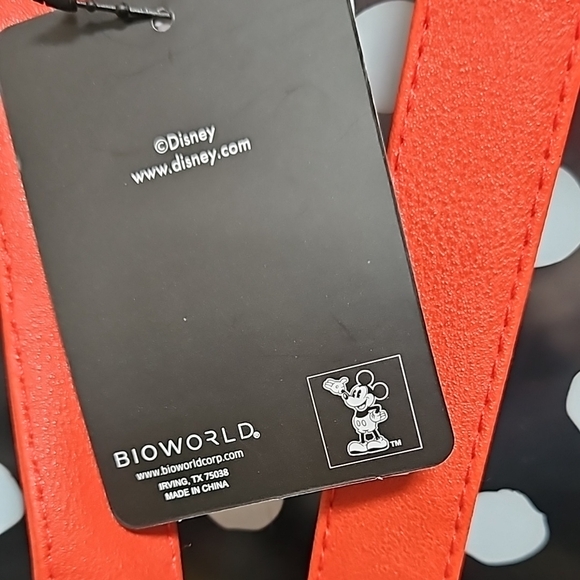 ©Disney
www.disney.com
BIOWORLD®
www.bioworldcorp.com
IRVING, TX 75038
MADE IN CHINA
TM